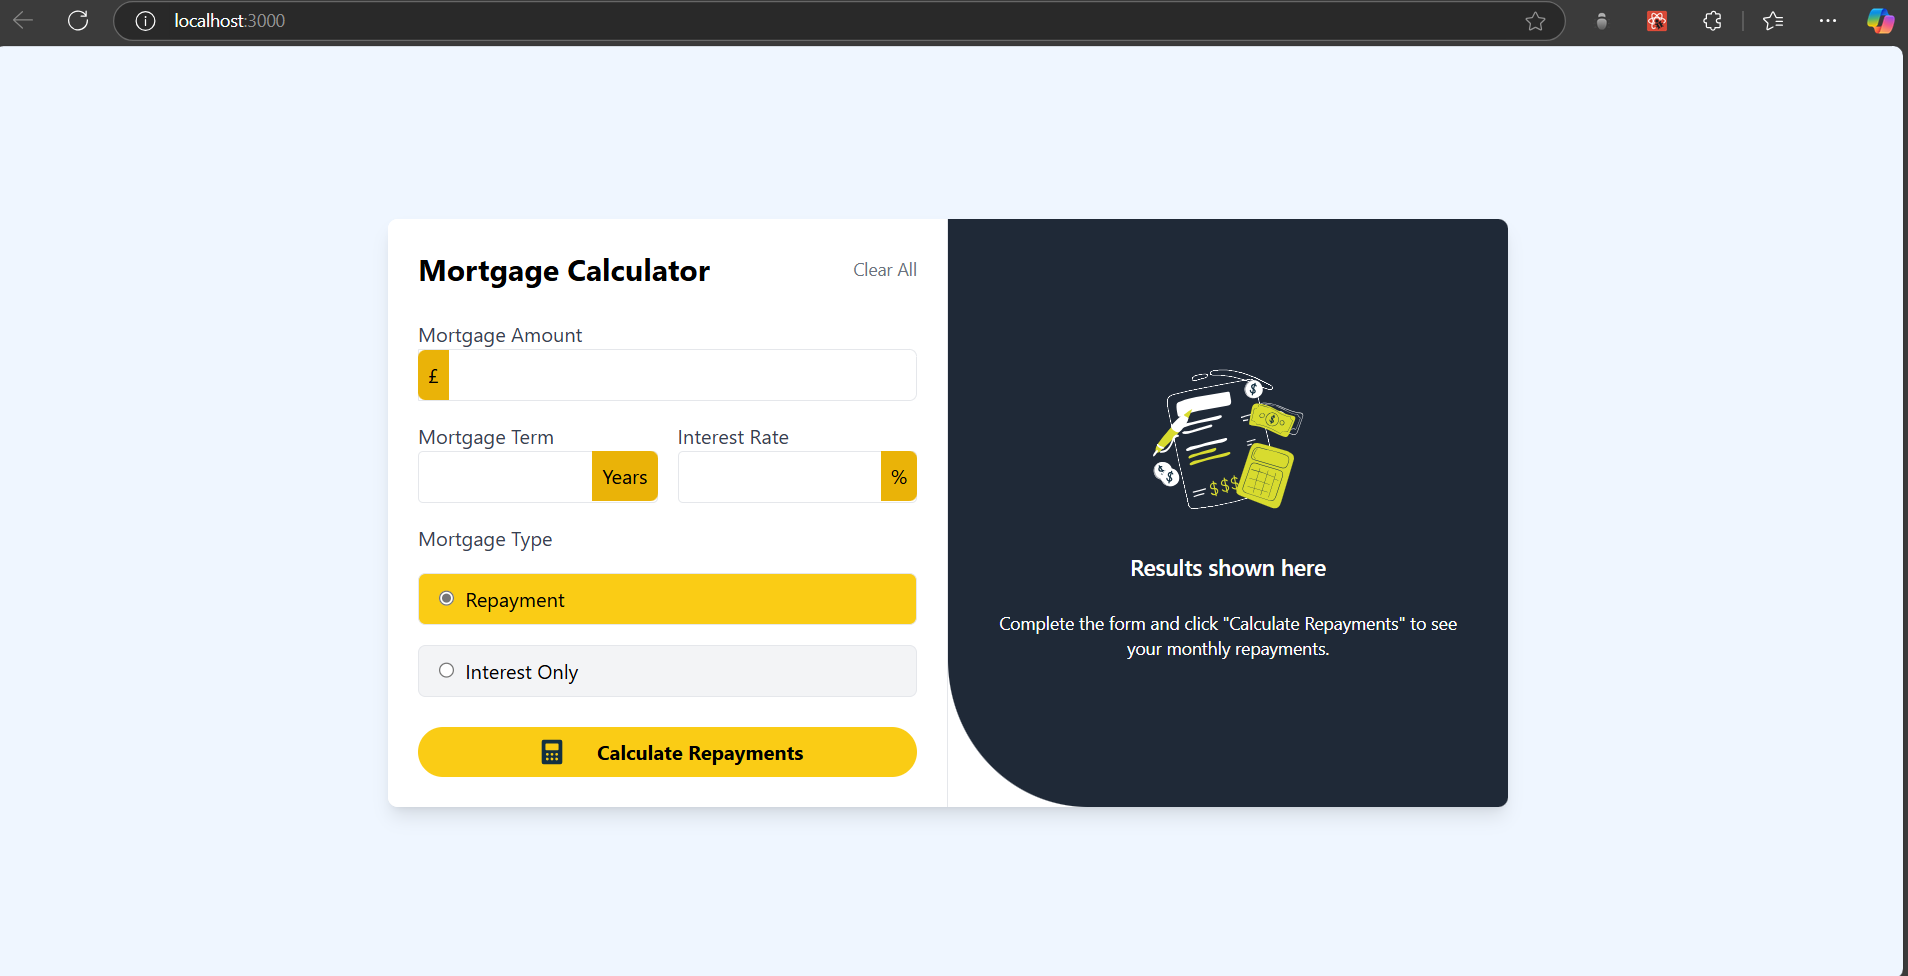 localhost:3000
Mortgage Calculator
Clear All
Mortgage Amount
£
Mortgage Term
Interest Rate
Years
%
Mortgage Type
Repayment
Interest Only
Calculate Repayments
$
$
$
= $$$
Results shown here
Complete the form and click "Calculate Repayments" to see
your monthly repayments.